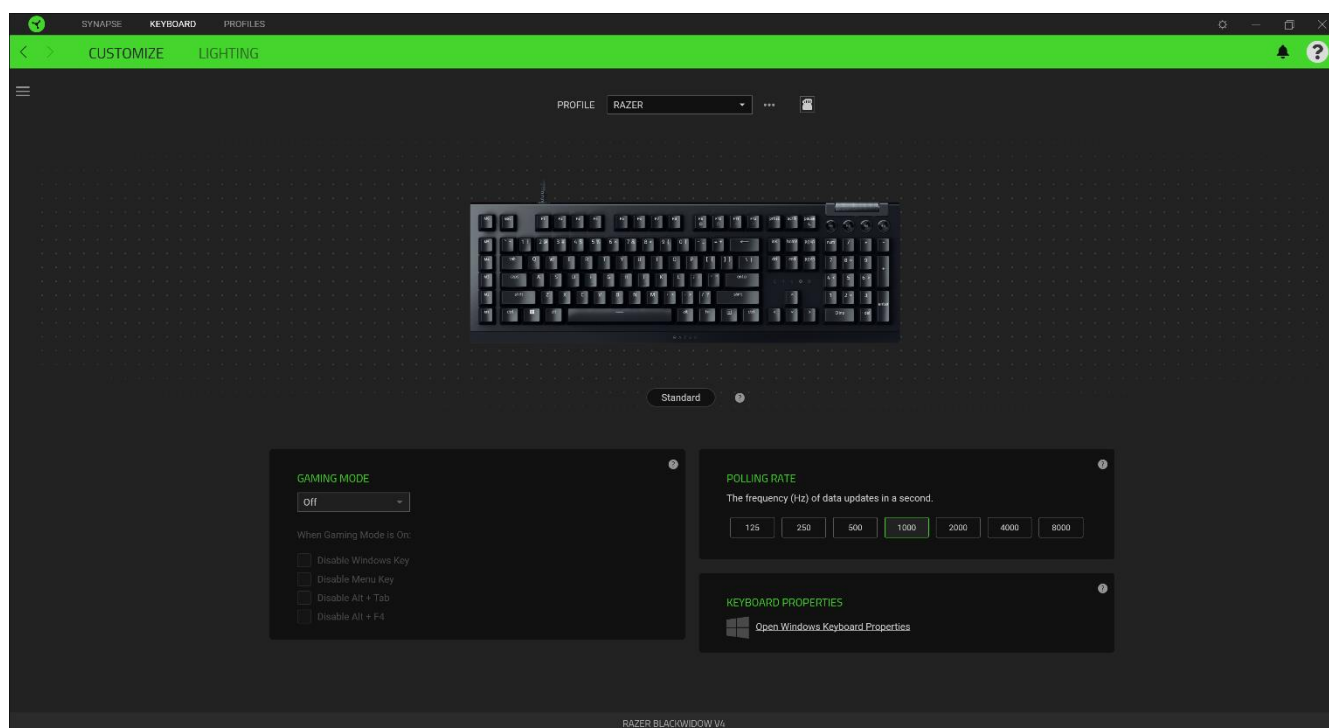 SYNAPSE KEYBOARD PROFILES
CUSTOMIZE LIGHTING
PROFILE RAZER
Standard
GAMING MODE
Off
When Gaming Mode is On:
Disable Windows Key
Disable Menu Key
Disable Alt + Tab
Disable Alt + F4
POLLING RATE
The frequency (Hz) of data updates in a second.
125 250 500 1000 2000 4000 8000
KEYBOARD PROPERTIES
Open Windows Keyboard Properties
RAZER BLACKWIDOW V4